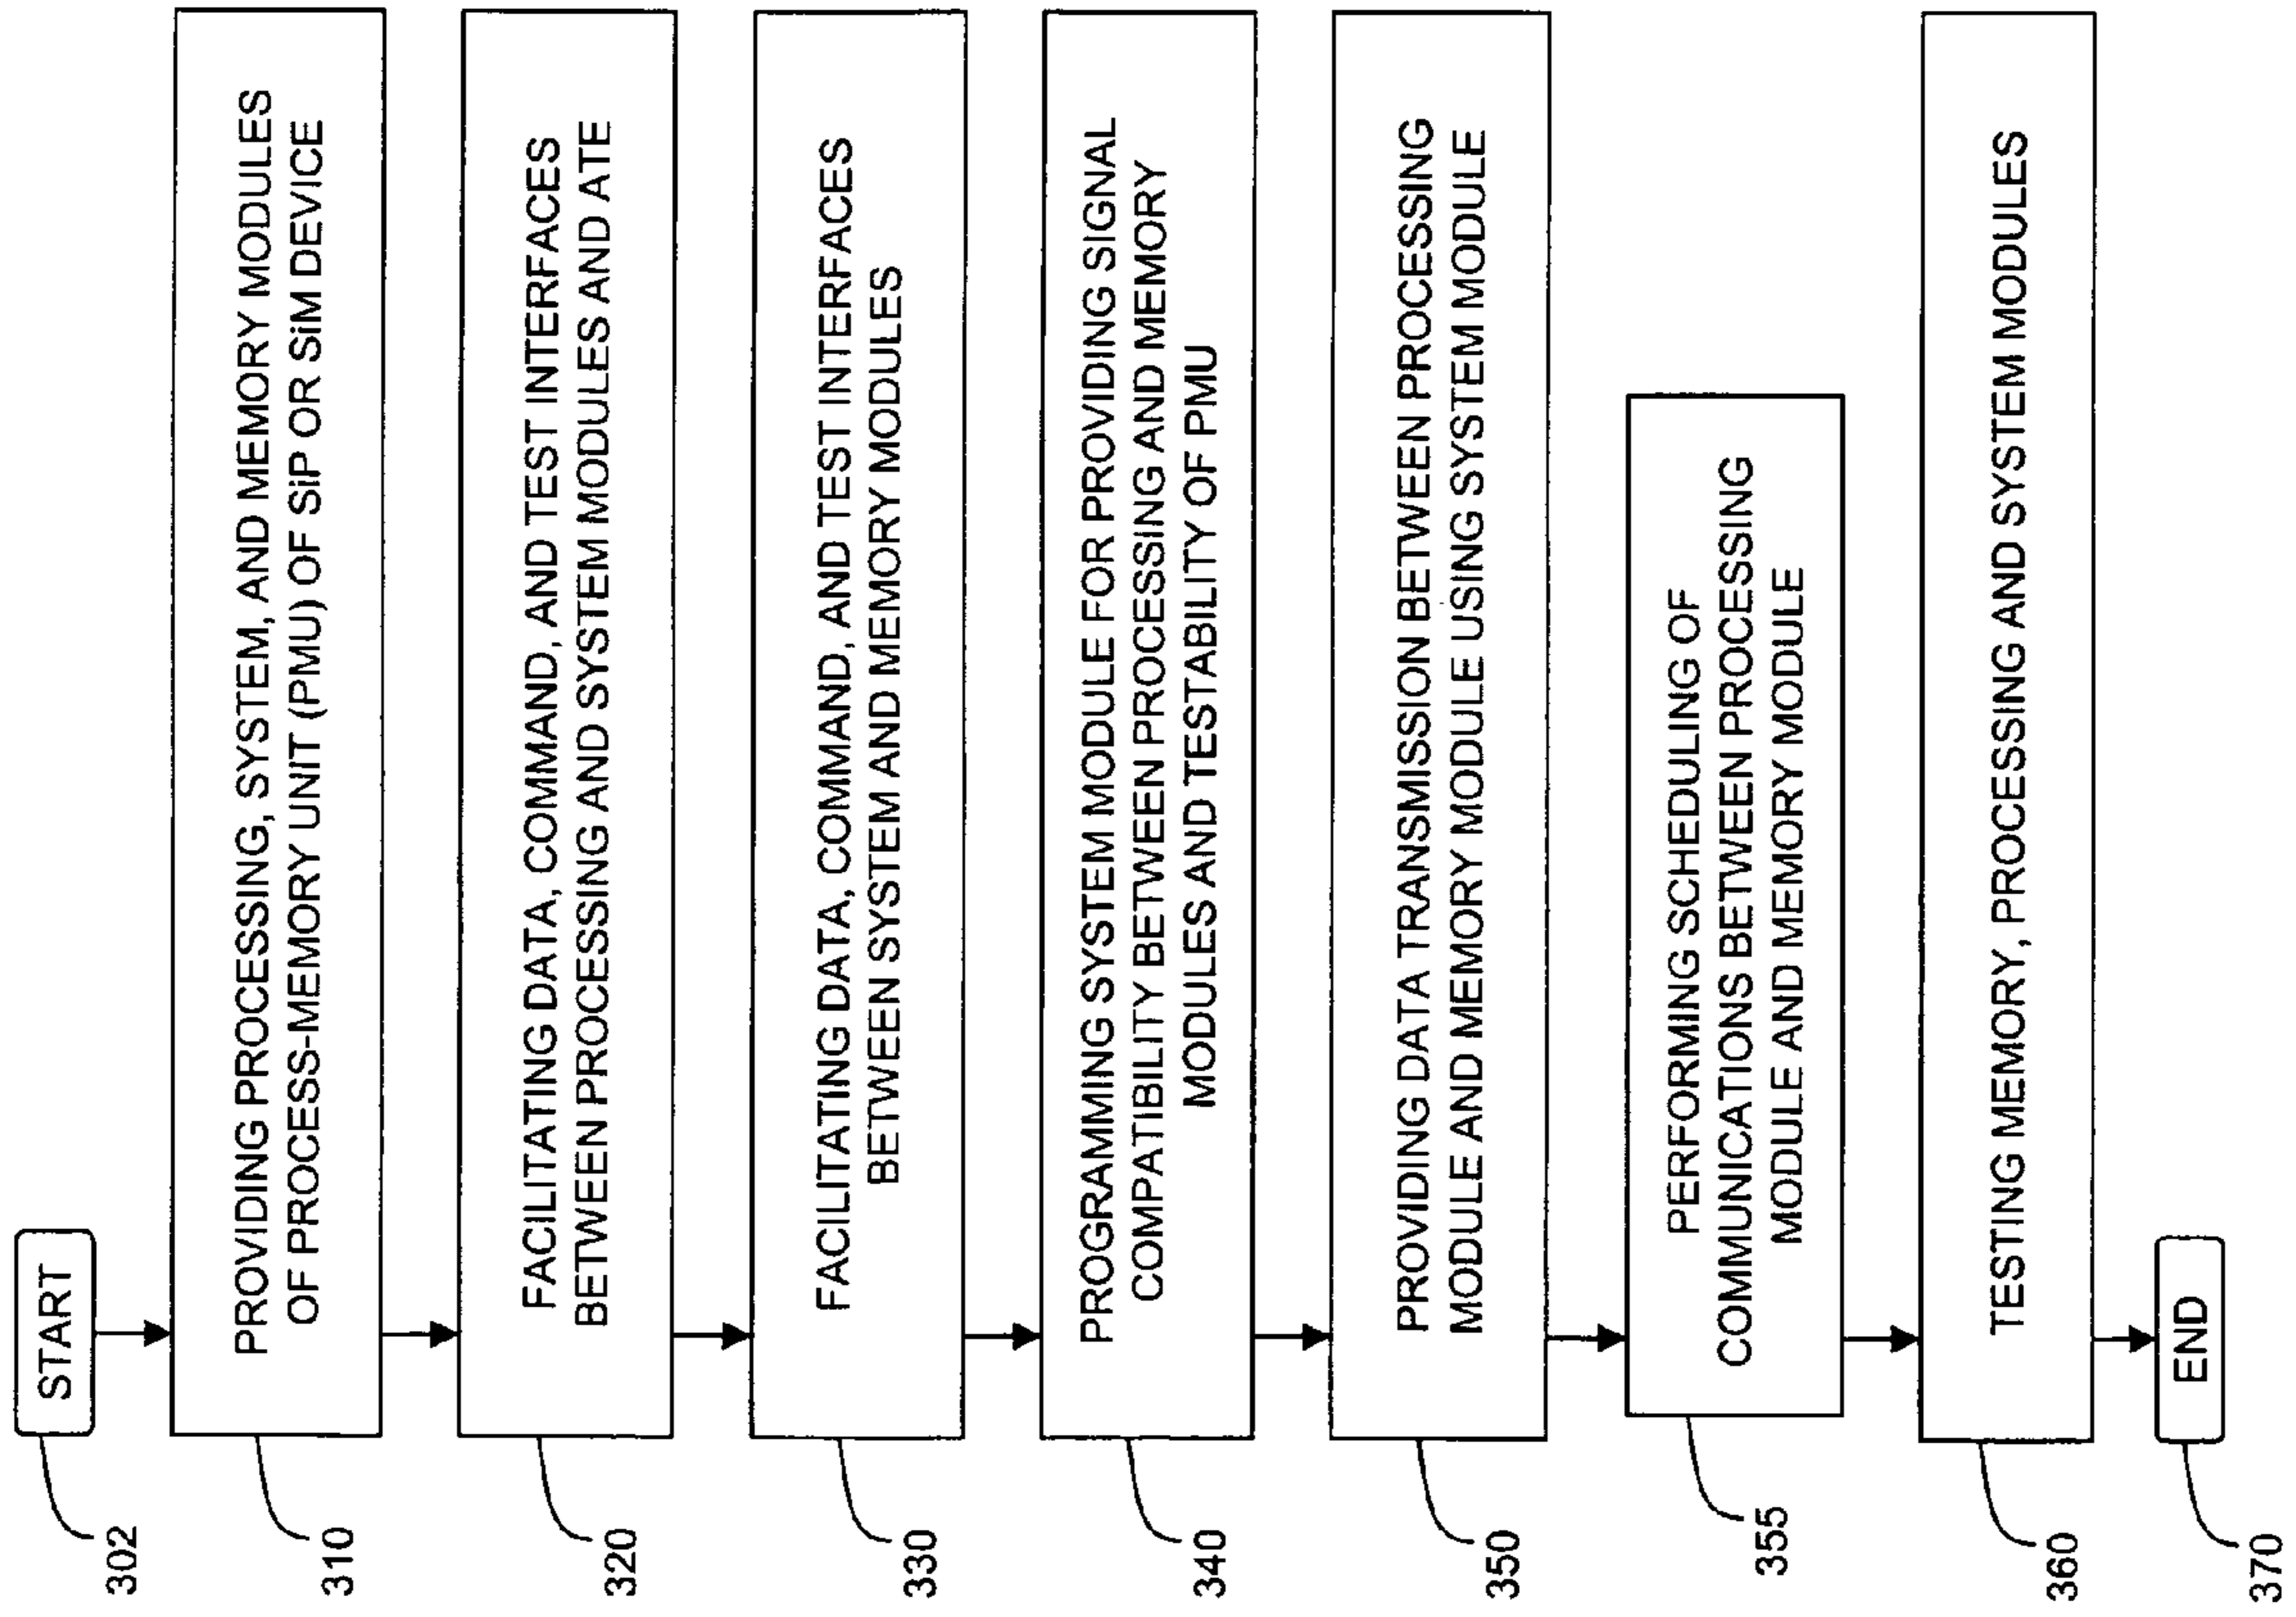 START
302
PROVIDING PROCESSING, SYSTEM, AND MEMORY MODULES
OF PROCESS-MEMORY UNIT (PMU) OF SiP OR SiM DEVICE
310
FACILITATING DATA, COMMAND, AND TEST INTERFACES
BETWEEN PROCESSING AND SYSTEM MODULES AND ATE
320
FACILITATING DATA, COMMAND, AND TEST INTERFACES
BETWEEN SYSTEM AND MEMORY MODULES
330
PROGRAMMING SYSTEM MODULE FOR PROVIDING SIGNAL
COMPATIBILITY BETWEEN PROCESSING AND MEMORY
MODULES AND TESTABILITY OF PMU
340
PROVIDING DATA TRANSMISSION BETWEEN PROCESSING
MODULE AND MEMORY MODULE USING SYSTEM MODULE
350
PERFORMING SCHEDULING OF
COMMUNICATIONS BETWEEN PROCESSING
MODULE AND MEMORY MODULE
355
TESTING MEMORY, PROCESSING AND SYSTEM MODULES
360
END
370